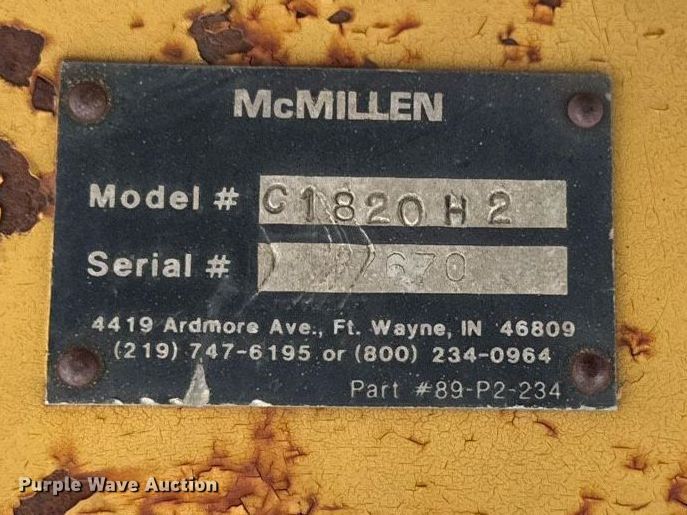 McMILLEN
Model # C1820H2
Serial #
4419 Ardmore Ave., Ft. Wayne, IN 46809
(219) 747-6195 or (800) 234-0964
Part #89-P2-234
Purple Wave Auction